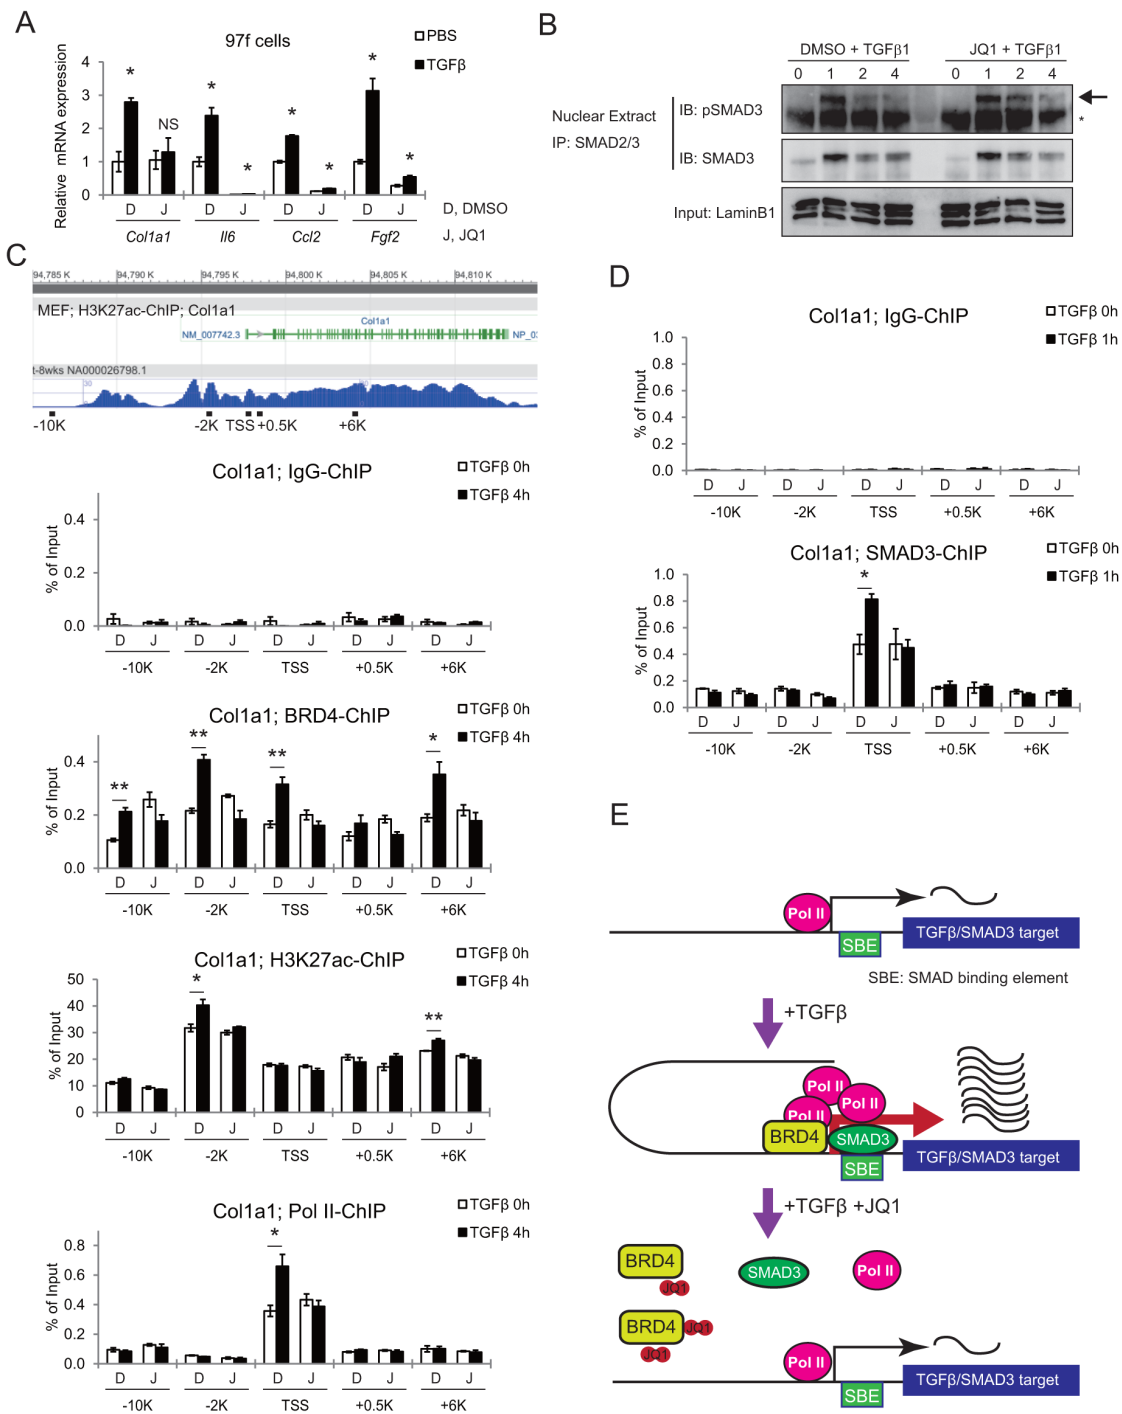 A
97f cells
PBS
TGFβ
Relative mRNA expression
4
3
2
1
0
* NS * * * * * *
D J D J D J D J
D, DMSO
Col1a1 Il6 Ccl2 Fgf2
J, JQ1
B
DMSO + TGFβ1 JQ1 + TGFβ1
0 1 2 4 0 1 2 4
Nuclear Extract
IP: SMAD2/3
IB: pSMAD3
*
IB: SMAD3
Input: LaminB1
C
94,785 K 94,790 K 94,795 K 94,800 K 94,805 K 94,810 K
MEF; H3K27ac-ChIP; Col1a1
Col1a1
NM_007742.3 NP_03
t-8wks NA000026798.1
30
-10K -2K TSS +0.5K +6K
Col1a1; IgG-ChIP
TGFβ 0h
TGFβ 4h
% of Input
0.4
0.2
0.0
D J D J D J D J D J
-10K -2K TSS +0.5K +6K
Col1a1; BRD4-ChIP
TGFβ 0h
TGFβ 4h
% of Input
0.4
0.2
0.0
** ** ** *
D J D J D J D J D J
-10K -2K TSS +0.5K +6K
Col1a1; H3K27ac-ChIP
TGFβ 0h
TGFβ 4h
% of Input
50
40
30
20
10
0
* **
D J D J D J D J D J
-10K -2K TSS +0.5K +6K
Col1a1; Pol II-ChIP
TGFβ 0h
TGFβ 4h
% of Input
0.8
0.6
0.4
0.2
0.0
*
D J D J D J D J D J
-10K -2K TSS +0.5K +6K
D
Col1a1; IgG-ChIP
TGFβ 0h
TGFβ 1h
% of Input
1.0
0.8
0.6
0.4
0.2
0.0
D J D J D J D J D J
-10K -2K TSS +0.5K +6K
Col1a1; SMAD3-ChIP
TGFβ 0h
TGFβ 1h
% of Input
1.0
0.8
0.6
0.4
0.2
0.0
*
D J D J D J D J D J
-10K -2K TSS +0.5K +6K
E
Pol II
SBE
TGFβ/SMAD3 target
SBE: SMAD binding element
+TGFβ
Pol II
Pol II
Pol II
BRD4
SMAD3
SBE
TGFβ/SMAD3 target
+TGFβ +JQ1
BRD4
JQ1
SMAD3
Pol II
BRD4
JQ1
JQ1
Pol II
SBE
TGFβ/SMAD3 target